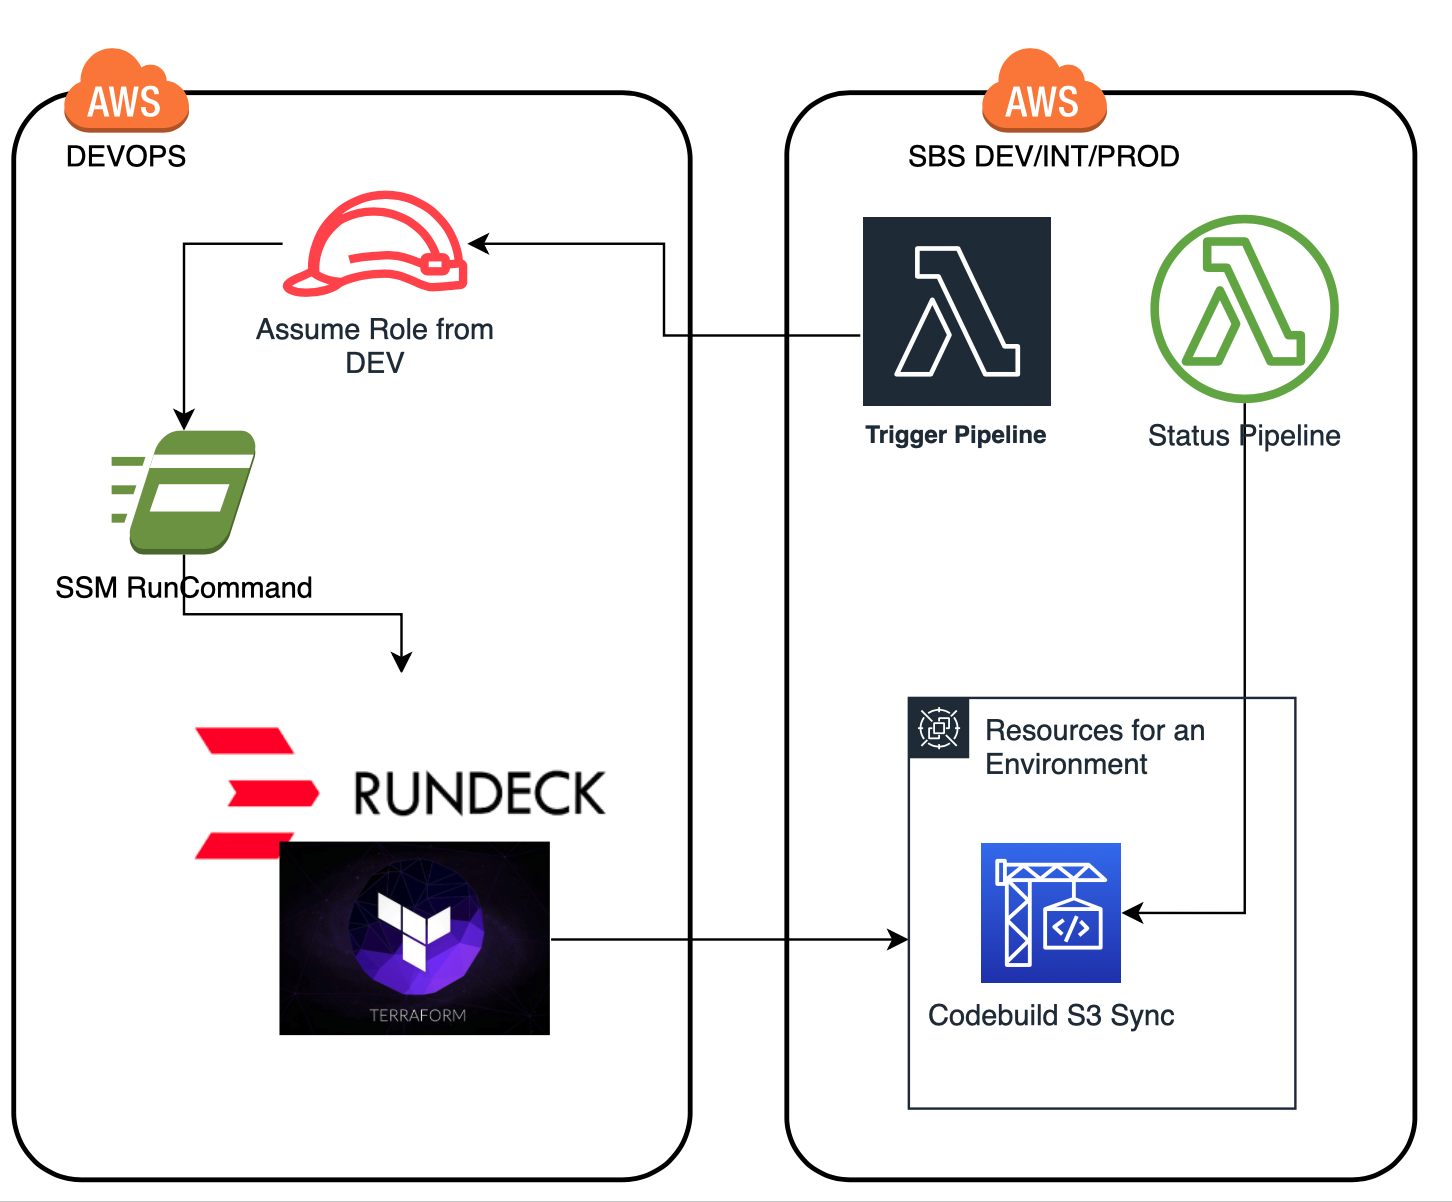 AWS
DEVOPS
Assume Role from
DEV
SSM RunCommand
RUNDECK
TERRAFORM
AWS
SBS DEV/INT/PROD
Trigger Pipeline
Status Pipeline
Resources for an
Environment
</>
Codebuild S3 Sync